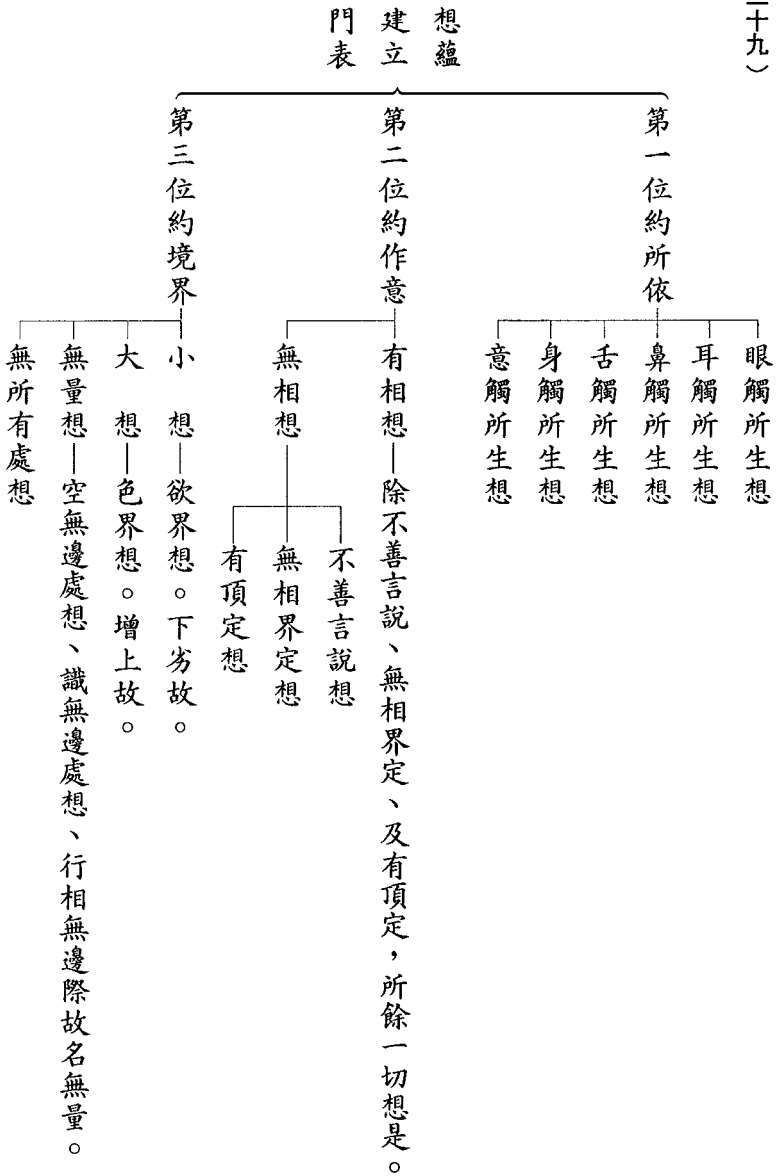 二十九）
想蘊
建立
門表
第一位約所依
眼觸所生想
耳觸所生想
鼻觸所生想
舌觸所生想
身觸所生想
意觸所生想
第二位約作意
有相想—除不善言說、無相界定、及有頂定，所餘一切想是。
無相想
不善言說想
無相界定想
有頂定想
第三位約境界
小　想—欲界想。下劣故。
大　想—色界想。增上故。
無量想—空無邊處想、識無邊處想、行相無邊際故名無量。
無所有處想